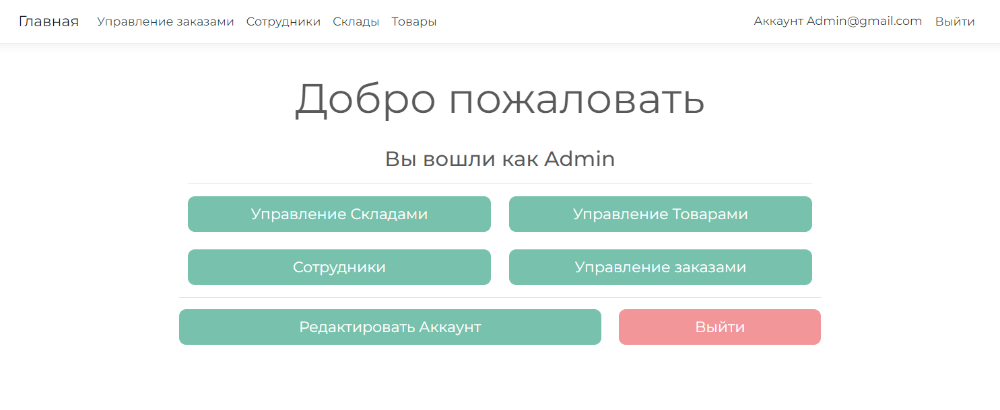 Главная Управление заказами Сотрудники Склады Товары Аккаунт Admin@gmail.com Выйти
Добро пожаловать
Вы вошли как Admin
Управление Складами Управление Товарами
Сотрудники Управление заказами
Редактировать Аккаунт Выйти